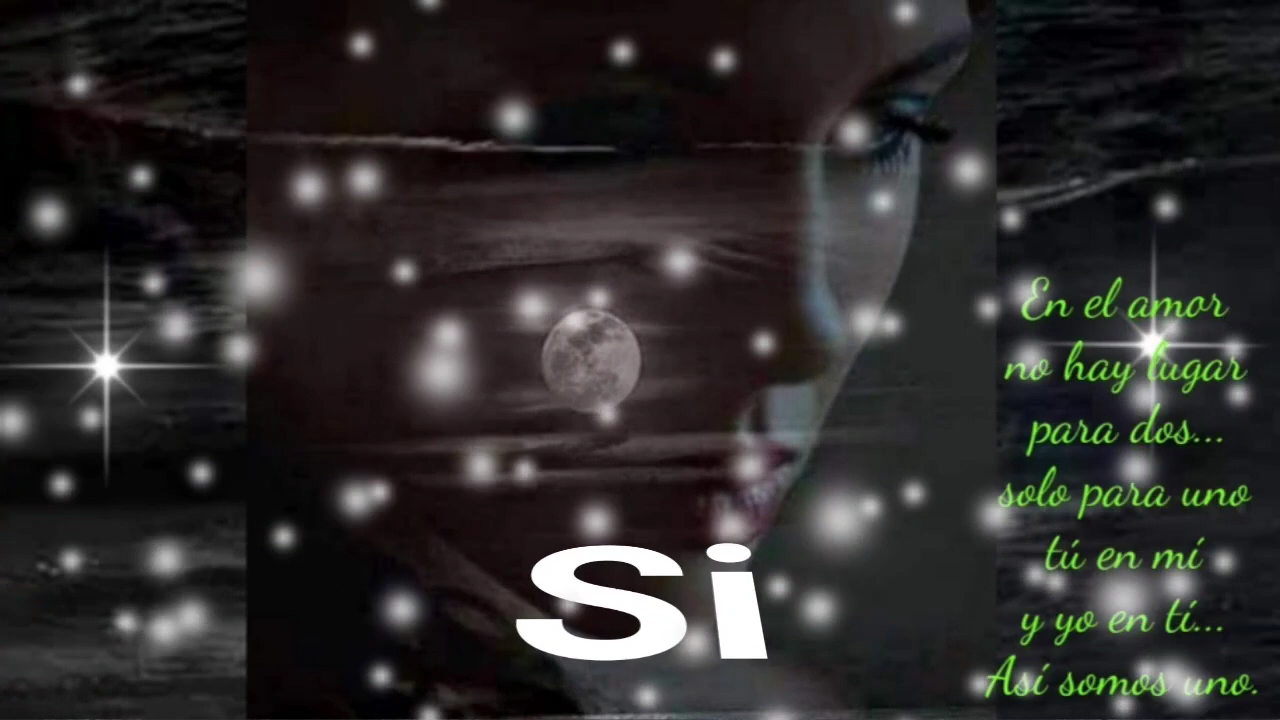 En el amor
no hay lugar
para dos...
solo para uno
tú en mí
y yo en tí...
Así somos uno.
Si